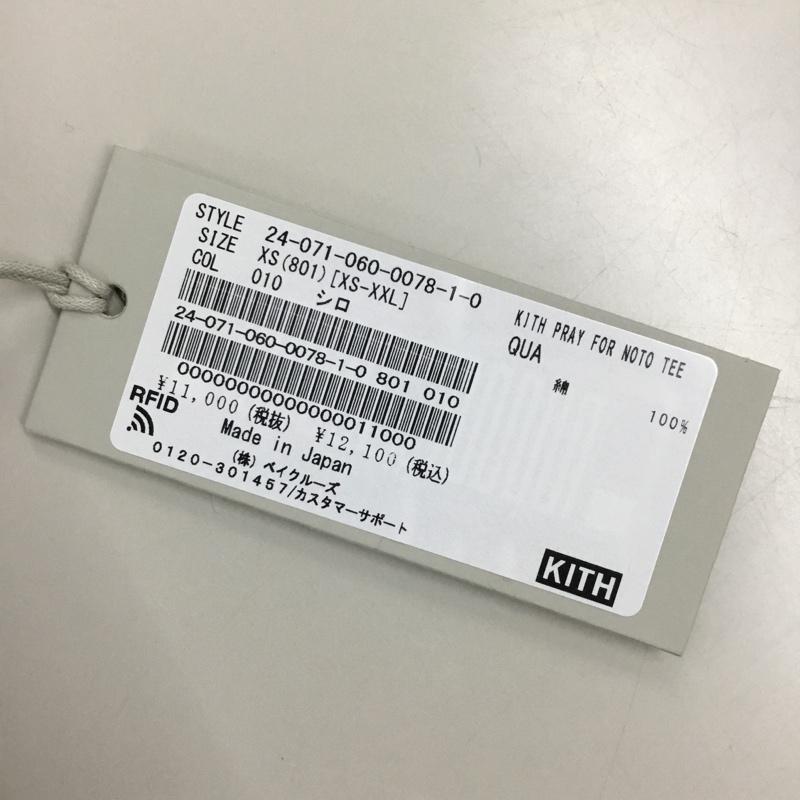 STYLE 24-071-060-0078-1-0
SIZE XS(801)[XS-XXL]
COL 010 シロ
24-071-060-0078-1-0 801 010
00000000000000011000
¥11,000(税抜) ¥12,100(税込)
RFID
Made in Japan
(株)ベイクルーズ
0120-301457/カスタマーサポート
KITH PRAY FOR NOTO TEE
QUA
綿 100%
KITH